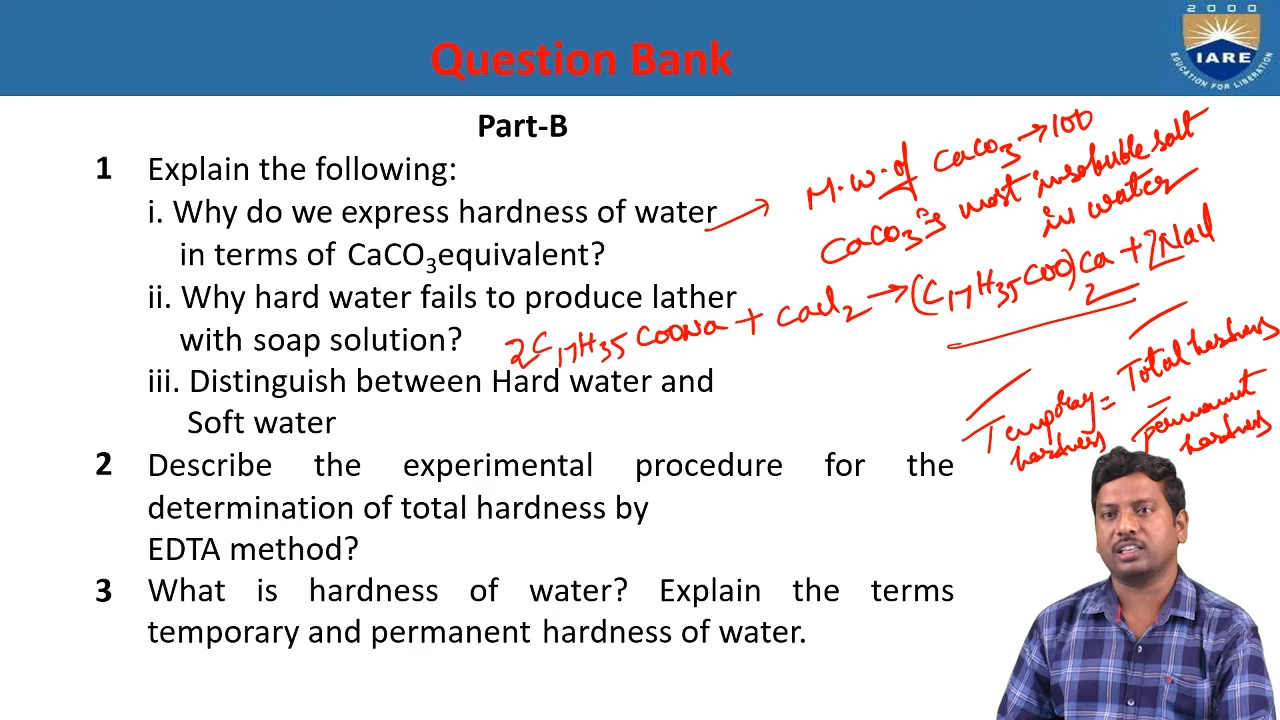 2000
IARE
EDUCATION FOR LIBERATION
Question Bank
Part-B
1 Explain the following:
i. Why do we express hardness of water
in terms of CaCO₃ equivalent?
ii. Why hard water fails to produce lather
with soap solution?
iii. Distinguish between Hard water and
Soft water
2 Describe the experimental procedure for the
determination of total hardness by
EDTA method?
3 What is hardness of water? Explain the terms
temporary and permanent hardness of water.
M.W. of CaCO₃ → 100
CaCO₃ is most insoluble salt
in water
2C₁₇H₃₅COONa + CaCl₂ → (C₁₇H₃₅COO)₂Ca + 2NaCl
Temporay hardness = Total hardness
− permanent hardness